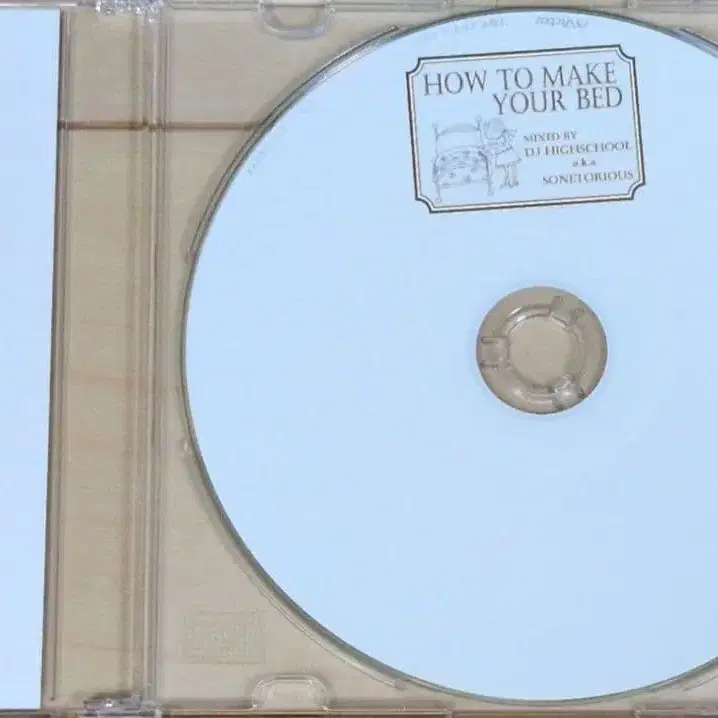 HOW TO MAKE
YOUR BED
MIXED BY
DJ HIGHSCHOOL
a.k.a
SONETORIOUS